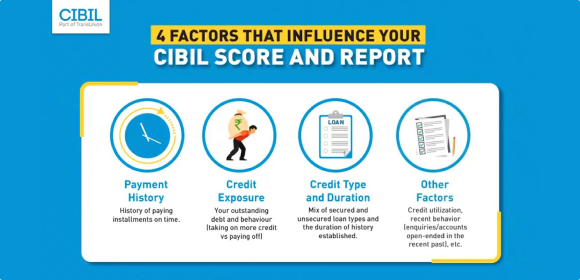 CIBIL
Part of TransUnion
4 FACTORS THAT INFLUENCE YOUR
CIBIL SCORE AND REPORT
₹
LOAN
Payment
History
History of paying
installments on time.
Credit
Exposure
Your outstanding
debt and behaviour
(taking on more credit
vs paying off)
Credit Type
and Duration
Mix of secured and
unsecured loan types and
the duration of history
established.
Other
Factors
Credit utilization,
recent behavior
(enquiries/accounts
open-ended in the
recent past), etc.